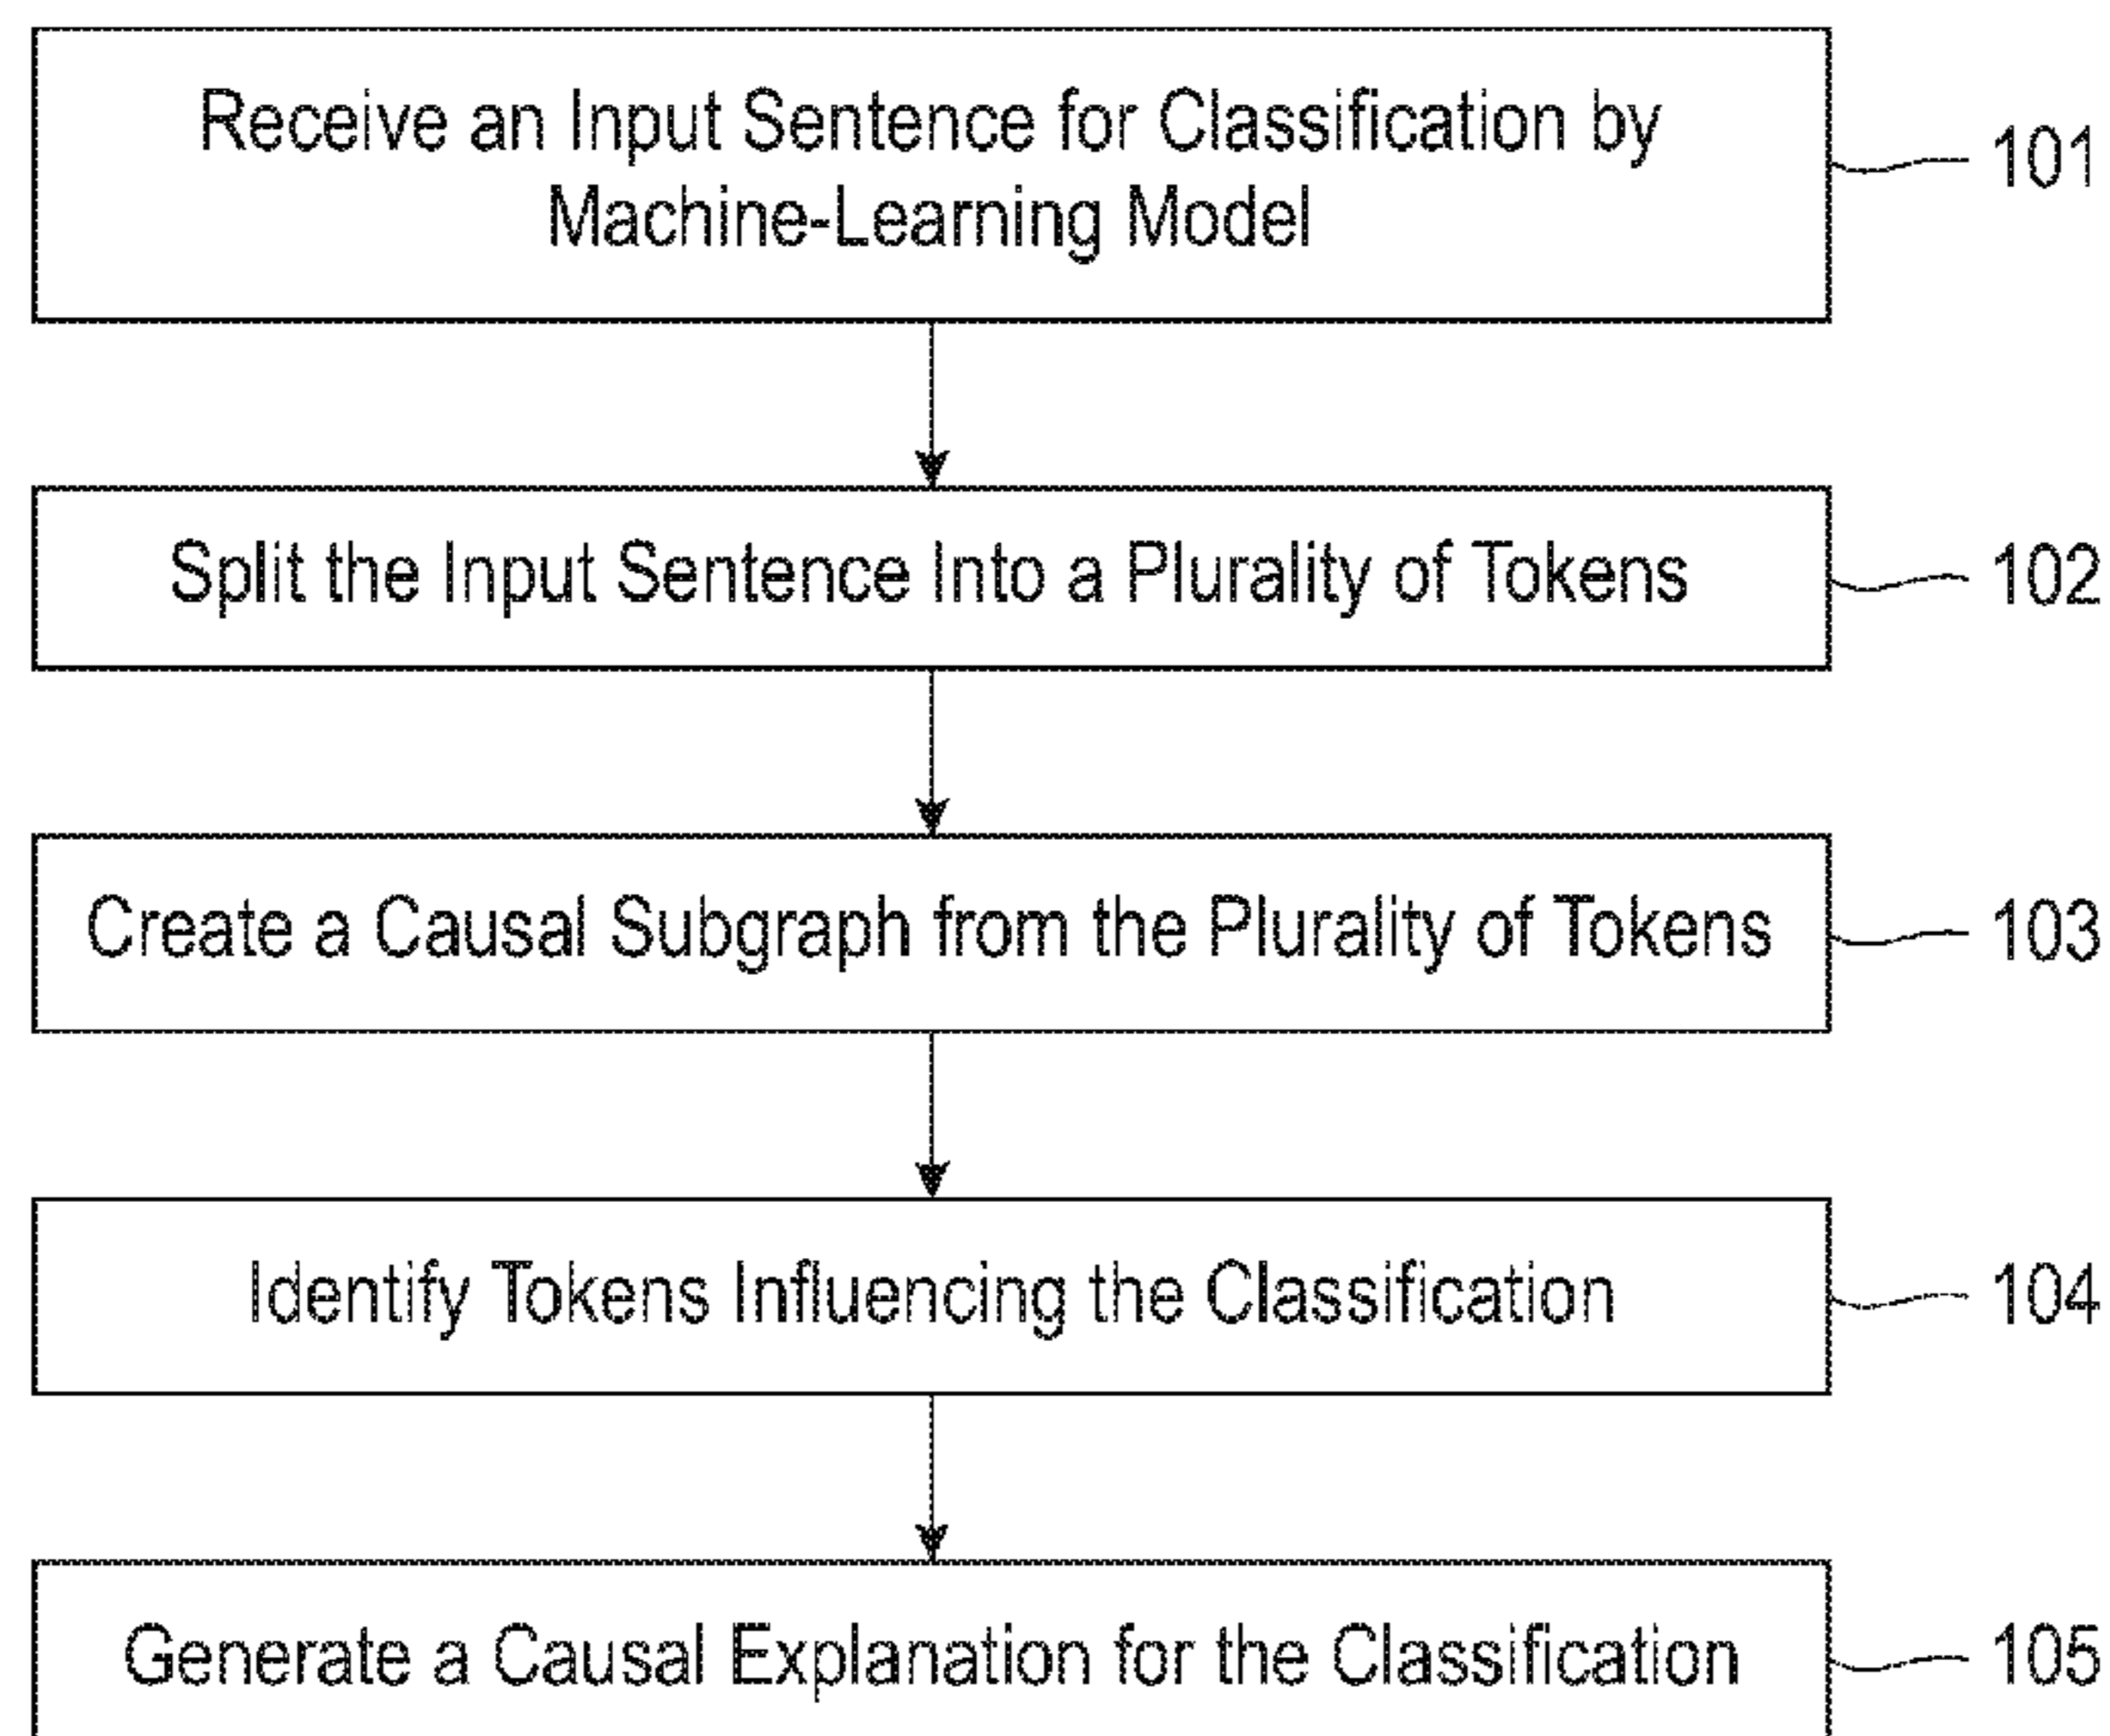 Receive an Input Sentence for Classification by
Machine-Learning Model
101
Split the Input Sentence Into a Plurality of Tokens
102
Create a Causal Subgraph from the Plurality of Tokens
103
Identify Tokens Influencing the Classification
104
Generate a Causal Explanation for the Classification
105